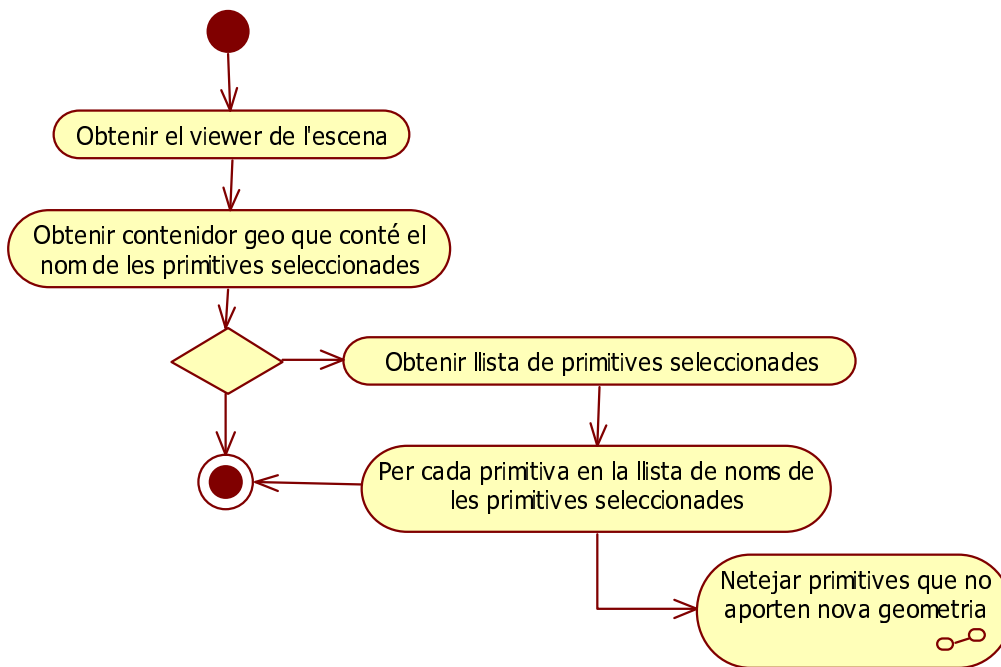 Obtenir el viewer de l'escena
Obtenir contenidor geo que conté el
nom de les primitives seleccionades
Obtenir llista de primitives seleccionades
Per cada primitiva en la llista de noms de
les primitives seleccionades
Netejar primitives que no
aporten nova geometria